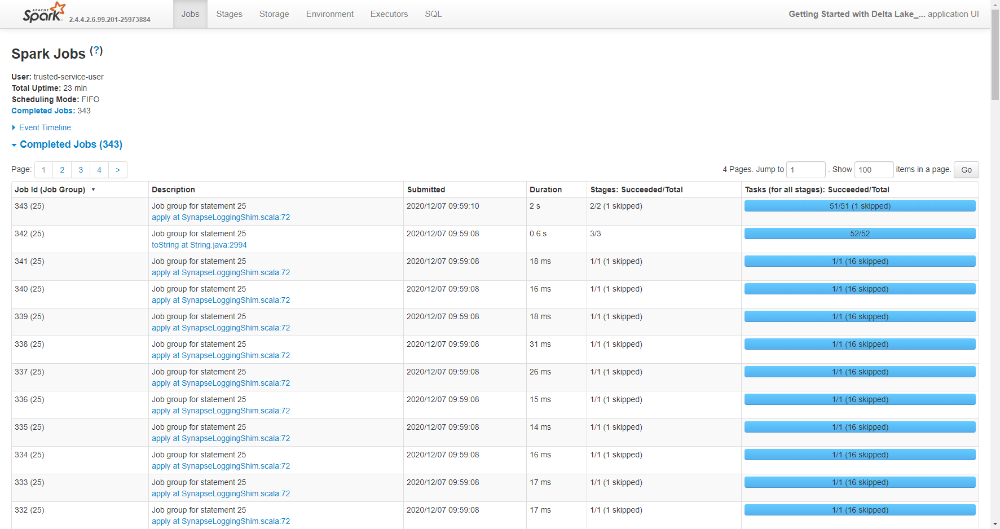 APACHE
Spark 2.4.4.2.6.99.201-25973884 Jobs Stages Storage Environment Executors SQL Getting Started with Delta Lake_... application UI
Spark Jobs (?)
User: trusted-service-user
Total Uptime: 23 min
Scheduling Mode: FIFO
Completed Jobs: 343
Event Timeline
Completed Jobs (343)
Page: 1 2 3 4 > 4 Pages. Jump to 1 . Show 100 items in a page. Go
Job Id (Job Group) Description Submitted Duration Stages: Succeeded/Total Tasks (for all stages): Succeeded/Total
343 (25) Job group for statement 25 2020/12/07 09:59:10 2 s 2/2 (1 skipped) 51/51 (1 skipped)
apply at SynapseLoggingShim.scala:72
342 (25) Job group for statement 25 2020/12/07 09:59:08 0.6 s 3/3 52/52
toString at String.java:2994
341 (25) Job group for statement 25 2020/12/07 09:59:08 18 ms 1/1 (1 skipped) 1/1 (16 skipped)
apply at SynapseLoggingShim.scala:72
340 (25) Job group for statement 25 2020/12/07 09:59:08 16 ms 1/1 (1 skipped) 1/1 (16 skipped)
apply at SynapseLoggingShim.scala:72
339 (25) Job group for statement 25 2020/12/07 09:59:08 18 ms 1/1 (1 skipped) 1/1 (16 skipped)
apply at SynapseLoggingShim.scala:72
338 (25) Job group for statement 25 2020/12/07 09:59:08 31 ms 1/1 (1 skipped) 1/1 (16 skipped)
apply at SynapseLoggingShim.scala:72
337 (25) Job group for statement 25 2020/12/07 09:59:08 26 ms 1/1 (1 skipped) 1/1 (16 skipped)
apply at SynapseLoggingShim.scala:72
336 (25) Job group for statement 25 2020/12/07 09:59:08 15 ms 1/1 (1 skipped) 1/1 (16 skipped)
apply at SynapseLoggingShim.scala:72
335 (25) Job group for statement 25 2020/12/07 09:59:08 14 ms 1/1 (1 skipped) 1/1 (16 skipped)
apply at SynapseLoggingShim.scala:72
334 (25) Job group for statement 25 2020/12/07 09:59:08 16 ms 1/1 (1 skipped) 1/1 (16 skipped)
apply at SynapseLoggingShim.scala:72
333 (25) Job group for statement 25 2020/12/07 09:59:08 17 ms 1/1 (1 skipped) 1/1 (16 skipped)
apply at SynapseLoggingShim.scala:72
332 (25) Job group for statement 25 2020/12/07 09:59:08 17 ms 1/1 (1 skipped) 1/1 (16 skipped)
apply at SynapseLoggingShim.scala:72